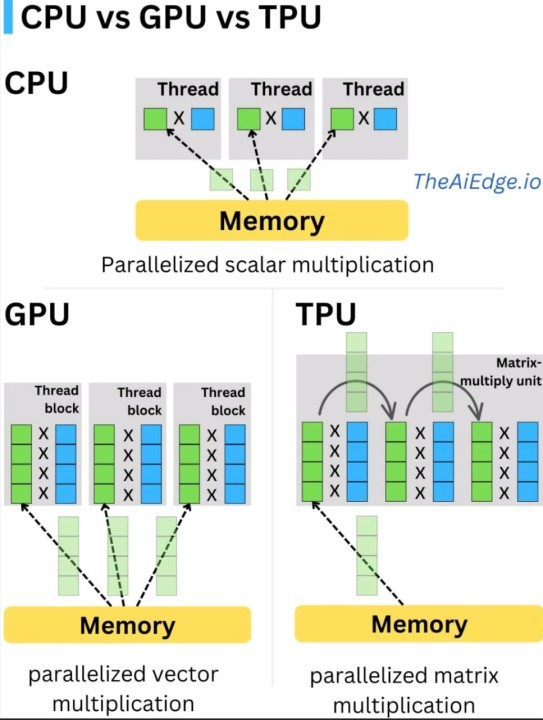 CPU vs GPU vs TPU
CPU
Thread Thread Thread
X X X
TheAiEdge.io
Memory
Parallelized scalar multiplication
GPU
Thread block
Thread block
Thread block
X X X
X X X
X X X
X X X
Memory
parallelized vector
multiplication
TPU
Matrix-
multiply unit
X X X
X X X
X X X
X X X
Memory
parallelized matrix
multiplication